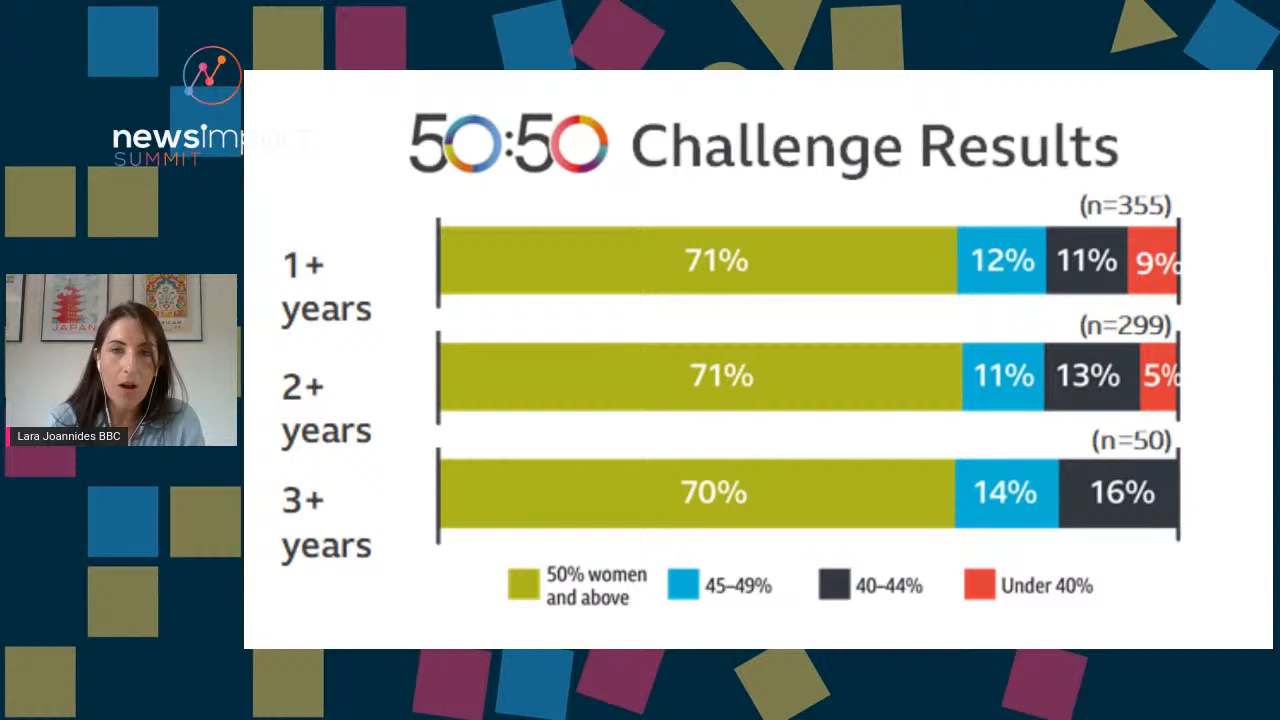 newsimpact
SUMMIT
50:50 Challenge Results
(n=355)
1+
years
71% 12% 11% 9%
(n=299)
2+
years
71% 11% 13% 5%
(n=50)
3+
years
70% 14% 16%
50% women
and above
45–49%
40–44%
Under 40%
JAPAN
Lara Joannides BBC